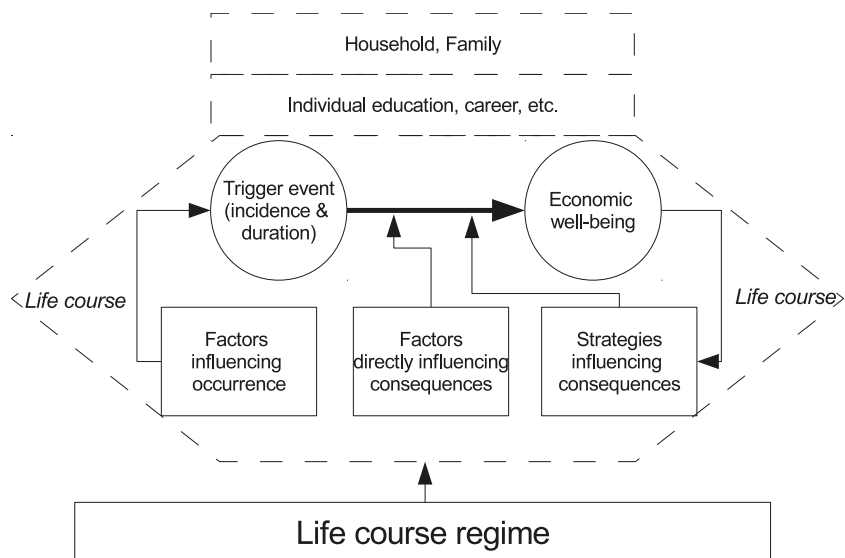 Household, Family
Individual education, career, etc.
Trigger event
(incidence &
duration)
Economic
well-being
Life course
Life course
Factors
influencing
occurrence
Factors
directly influencing
consequences
Strategies
influencing
consequences
Life course regime